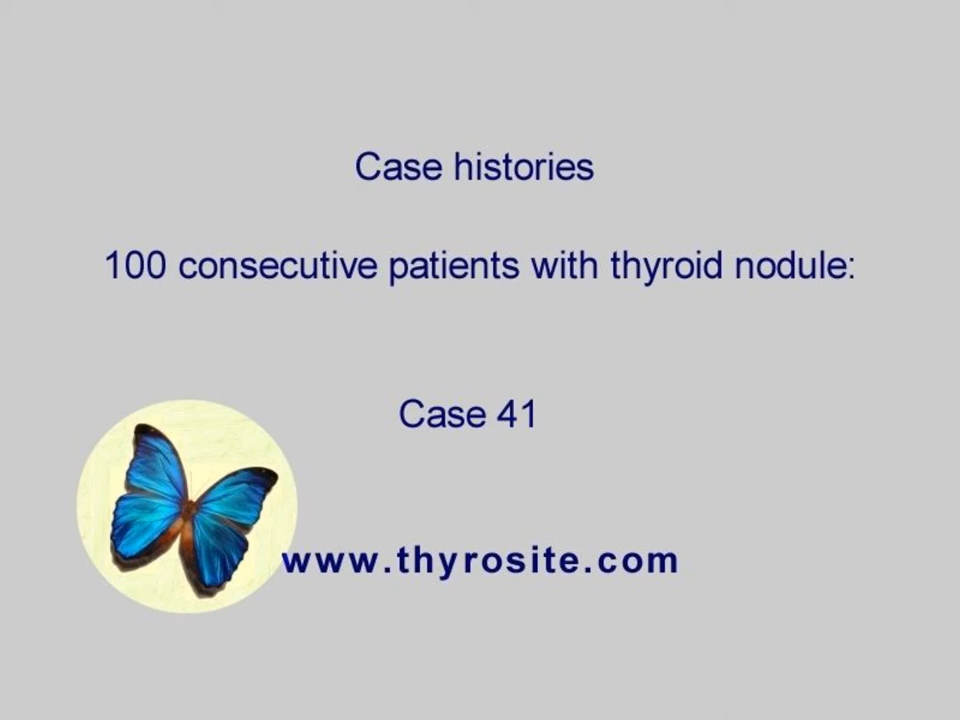 Case histories
100 consecutive patients with thyroid nodule:
Case 41
www.thyrosite.com